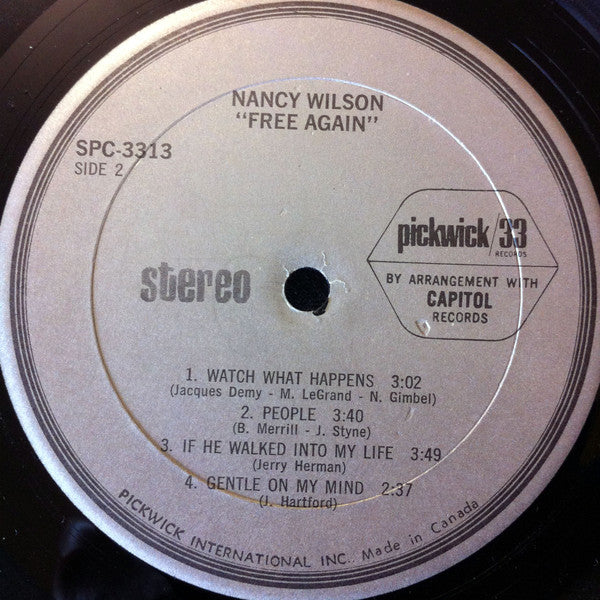 NANCY WILSON
"FREE AGAIN"
SPC-3313
SIDE 2
pickwick/33
RECORDS
BY ARRANGEMENT WITH
CAPITOL
RECORDS
stereo
1. WATCH WHAT HAPPENS 3:02
(Jacques Demy - M. LeGrand - N. Gimbel)
2. PEOPLE 3:40
(B. Merrill - J. Styne)
3. IF HE WALKED INTO MY LIFE 3:49
(Jerry Herman)
4. GENTLE ON MY MIND 2:37
(J. Hartford)
PICKWICK INTERNATIONAL INC. Made in Canada